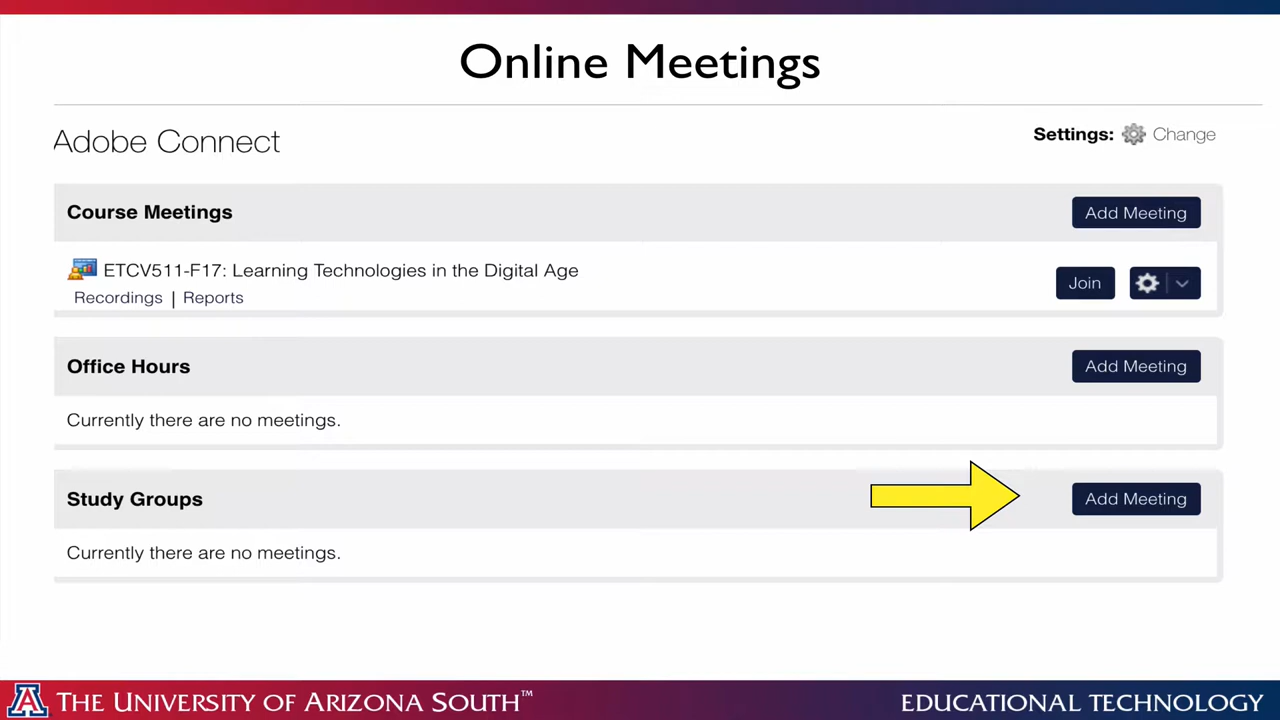 Online Meetings
Adobe Connect
Settings: Change
Course Meetings
Add Meeting
ETCV511-F17: Learning Technologies in the Digital Age
Recordings | Reports
Join
Office Hours
Add Meeting
Currently there are no meetings.
Study Groups
Add Meeting
Currently there are no meetings.
A THE UNIVERSITY OF ARIZONA SOUTH™
EDUCATIONAL TECHNOLOGY